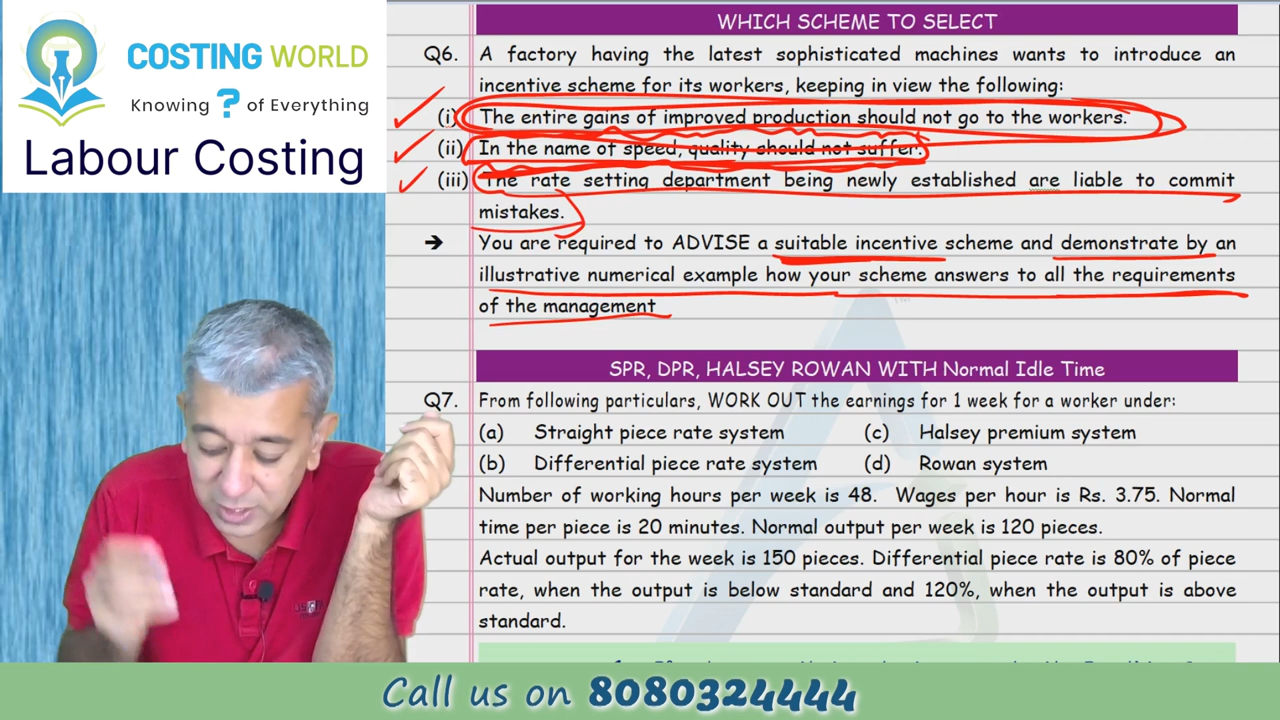 COSTING WORLD
Knowing ? of Everything
Labour Costing
WHICH SCHEME TO SELECT
Q6. A factory having the latest sophisticated machines wants to introduce an
incentive scheme for its workers, keeping in view the following:
(i) The entire gains of improved production should not go to the workers.
(ii) In the name of speed, quality should not suffer.
(iii) The rate setting department being newly established are liable to commit
mistakes.
➔ You are required to ADVISE a suitable incentive scheme and demonstrate by an
illustrative numerical example how your scheme answers to all the requirements
of the management
SPR, DPR, HALSEY ROWAN WITH Normal Idle Time
Q7. From following particulars, WORK OUT the earnings for 1 week for a worker under:
(a) Straight piece rate system (c) Halsey premium system
(b) Differential piece rate system (d) Rowan system
Number of working hours per week is 48. Wages per hour is Rs. 3.75. Normal
time per piece is 20 minutes. Normal output per week is 120 pieces.
Actual output for the week is 150 pieces. Differential piece rate is 80% of piece
rate, when the output is below standard and 120%, when the output is above
standard.
Call us on 8080324444